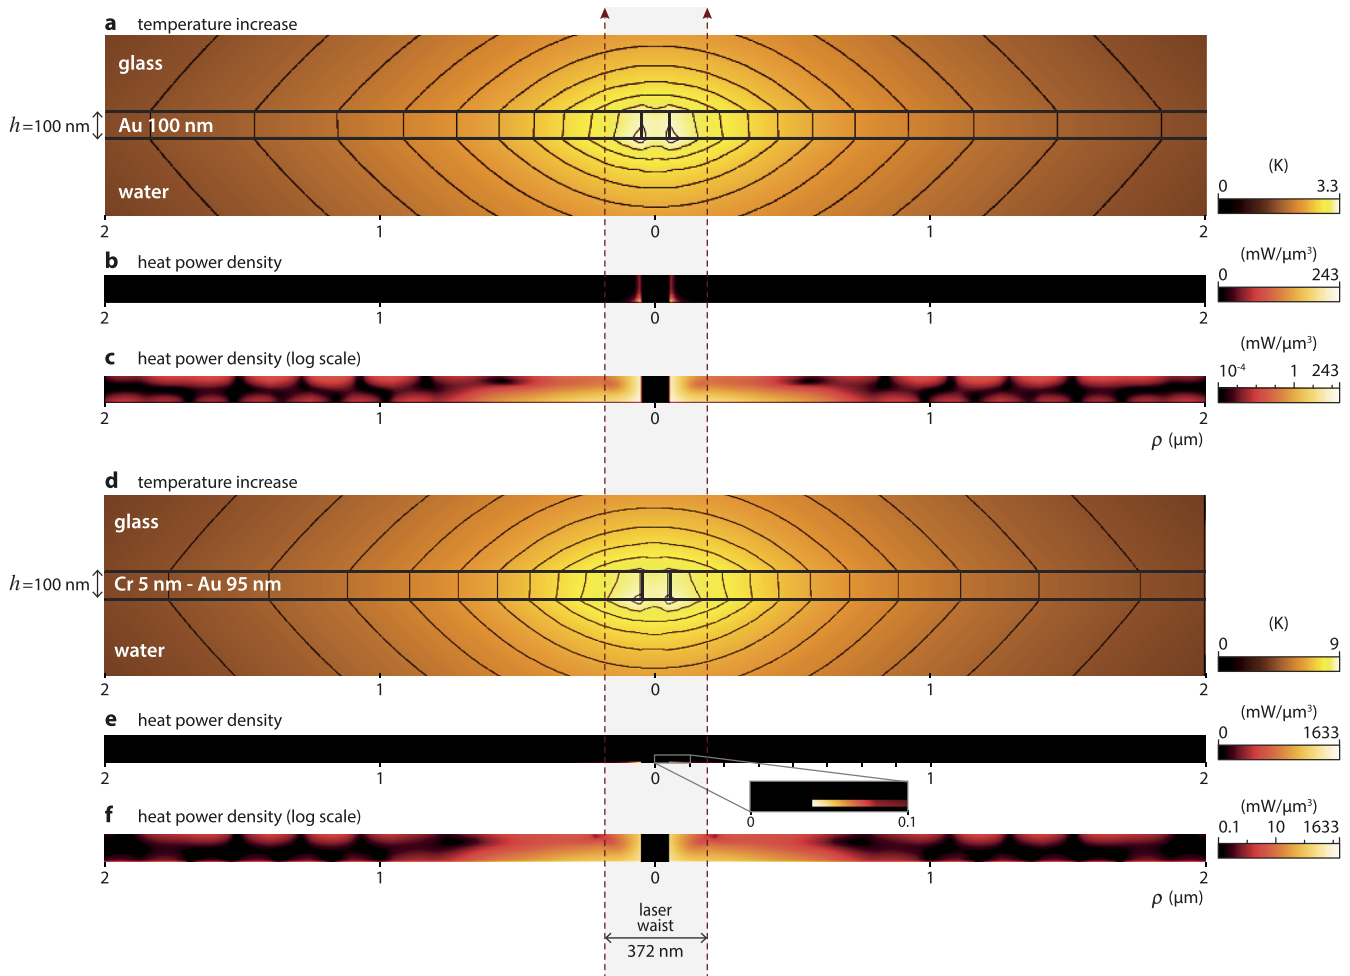 a temperature increase
glass
h=100 nm
Au 100 nm
water
(K)
0 3.3
2 1 0 1 2
b heat power density
(mW/μm³)
0 243
2 1 0 1 2
c heat power density (log scale)
(mW/μm³)
10⁻⁴ 1 243
2 1 0 1 2
ρ (μm)
d temperature increase
glass
h=100 nm
Cr 5 nm - Au 95 nm
water
(K)
0 9
2 1 0 1 2
e heat power density
(mW/μm³)
0 1633
2 1 0 1 2
0 0.1
f heat power density (log scale)
(mW/μm³)
0.1 10 1633
2 1 0 1 2
ρ (μm)
laser
waist
372 nm